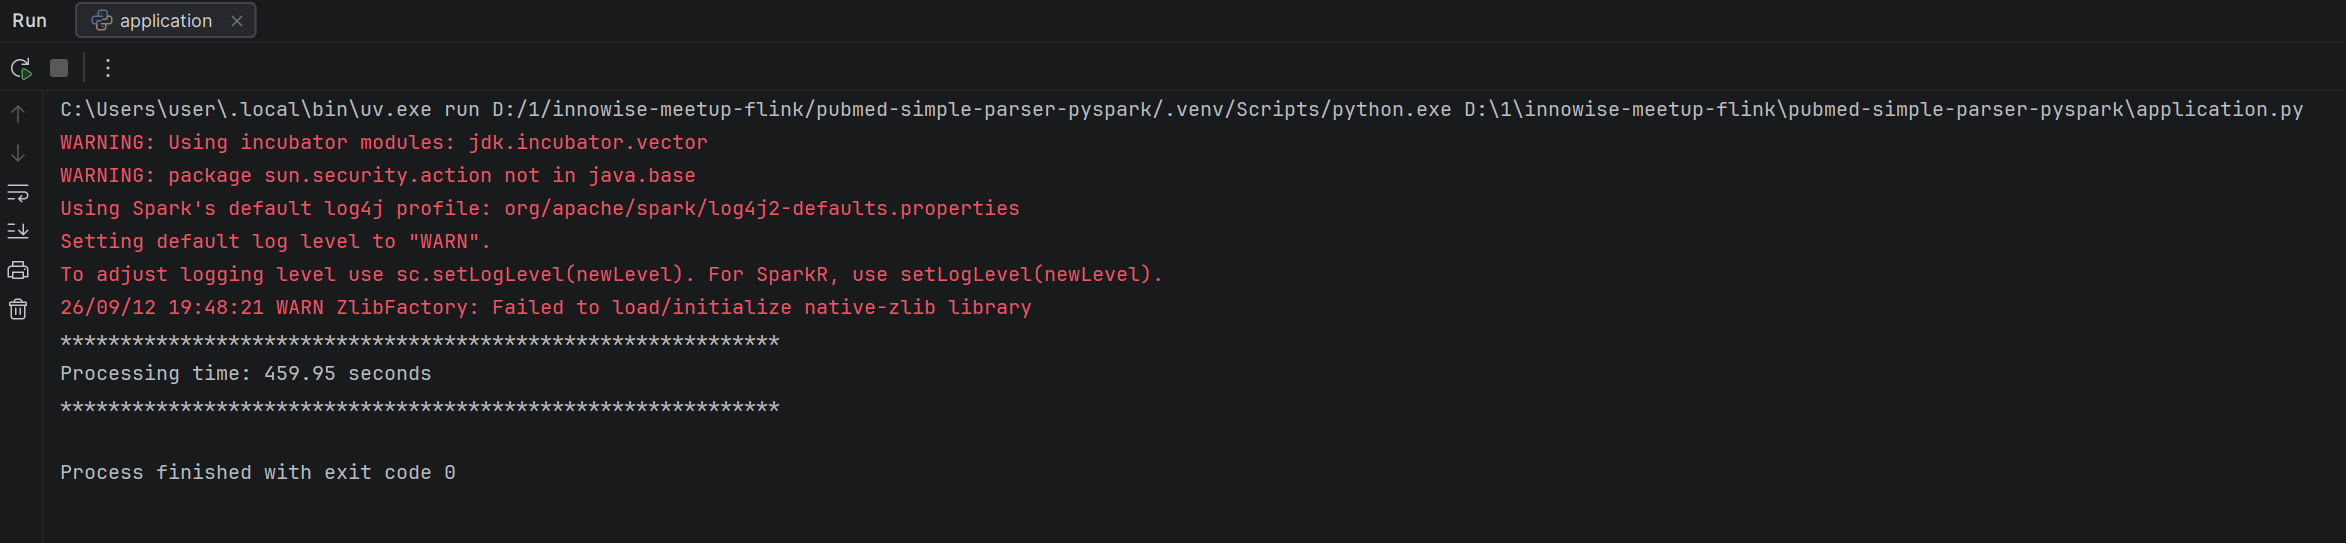 Run
application
C:\Users\user\.local\bin\uv.exe run D:/1/innowise-meetup-flink/pubmed-simple-parser-pyspark/.venv/Scripts/python.exe D:\1\innowise-meetup-flink\pubmed-simple-parser-pyspark\application.py
WARNING: Using incubator modules: jdk.incubator.vector
WARNING: package sun.security.action not in java.base
Using Spark's default log4j profile: org/apache/spark/log4j2-defaults.properties
Setting default log level to "WARN".
To adjust logging level use sc.setLogLevel(newLevel). For SparkR, use setLogLevel(newLevel).
26/09/12 19:48:21 WARN ZlibFactory: Failed to load/initialize native-zlib library
************************************************************
Processing time: 459.95 seconds
************************************************************
Process finished with exit code 0